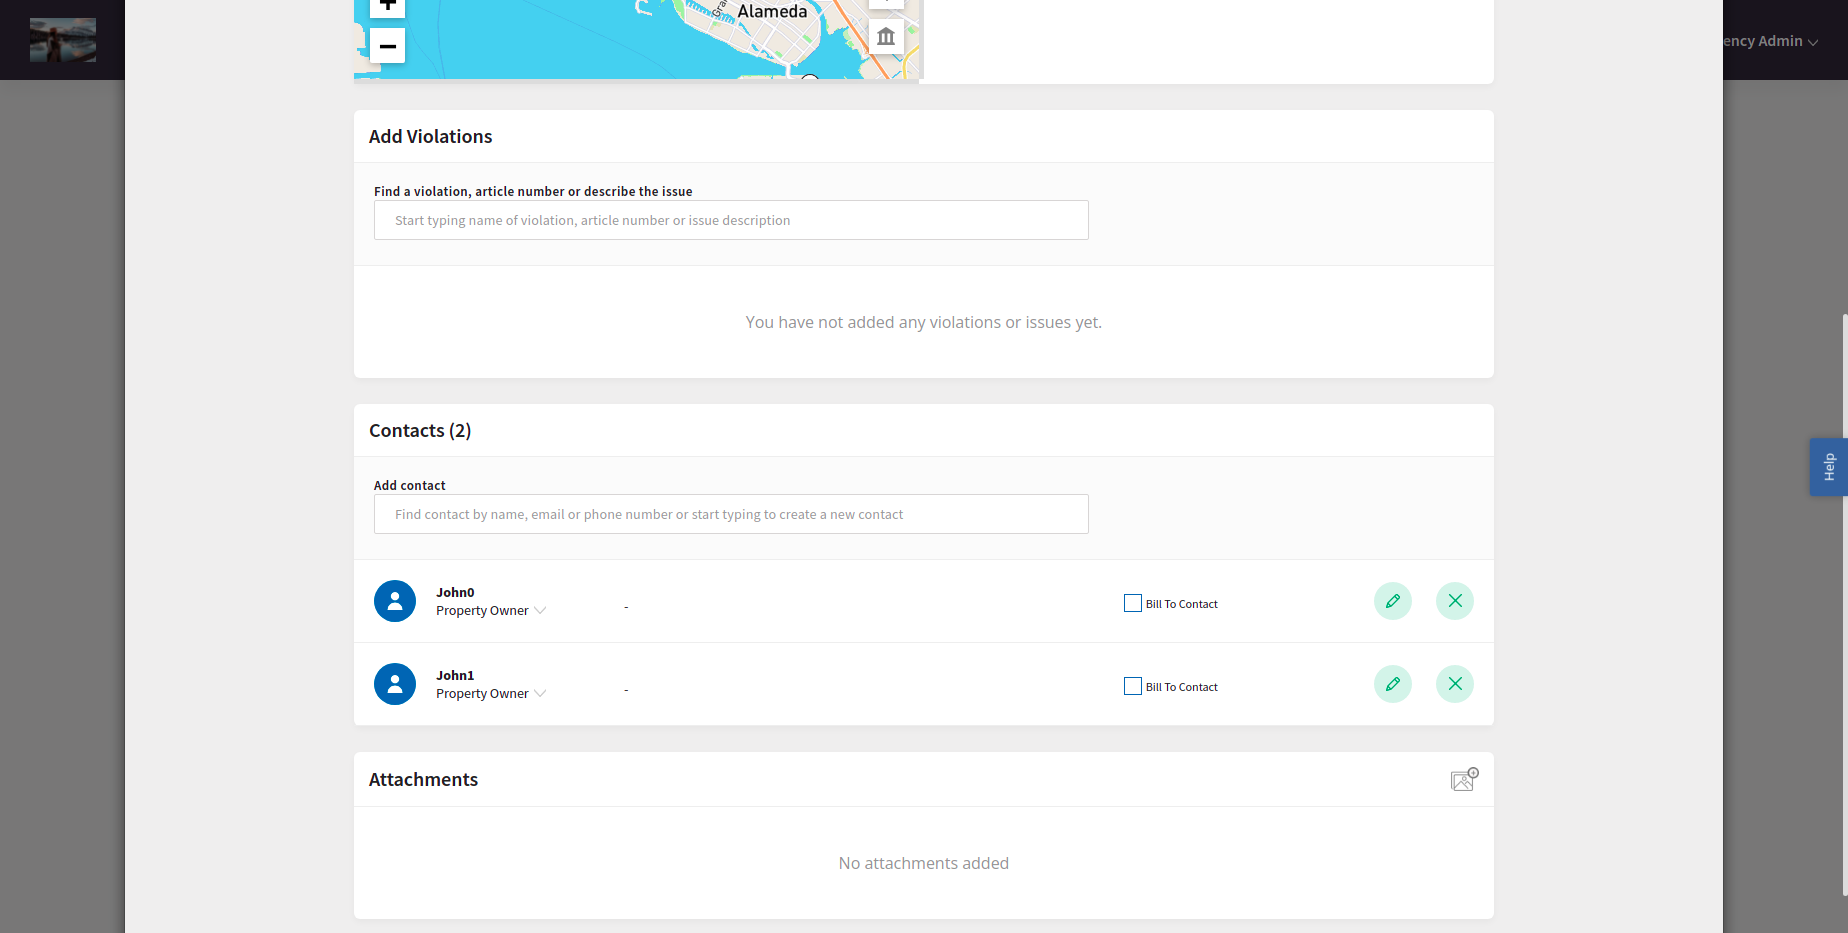 Alameda
ency Admin
Add Violations
Find a violation, article number or describe the issue
Start typing name of violation, article number or issue description
You have not added any violations or issues yet.
Contacts (2)
Help
Add contact
Find contact by name, email or phone number or start typing to create a new contact
John0
Property Owner
-
Bill To Contact
John1
Property Owner
-
Bill To Contact
Attachments
No attachments added